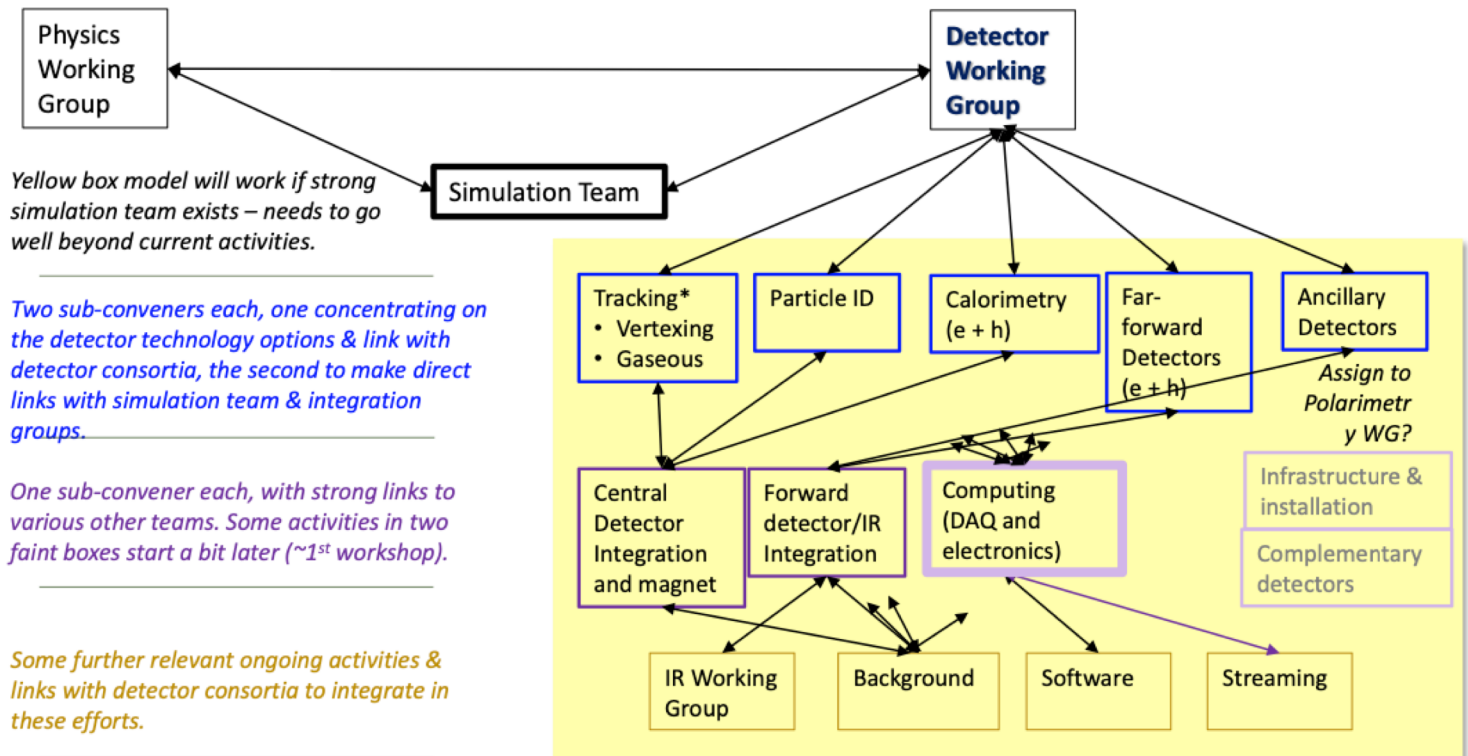 Physics
Working
Group
Detector
Working
Group
Simulation Team
Yellow box model will work if strong
simulation team exists – needs to go
well beyond current activities.
Two sub-conveners each, one concentrating on
the detector technology options & link with
detector consortia, the second to make direct
links with simulation team & integration
groups.
One sub-convener each, with strong links to
various other teams. Some activities in two
faint boxes start a bit later (~1st workshop).
Some further relevant ongoing activities &
links with detector consortia to integrate in
these efforts.
Tracking*
• Vertexing
• Gaseous
Particle ID
Calorimetry
(e + h)
Far-
forward
Detectors
(e + h)
Ancillary
Detectors
Assign to
Polarimetr
y WG?
Central
Detector
Integration
and magnet
Forward
detector/IR
Integration
Computing
(DAQ and
electronics)
Infrastructure &
installation
Complementary
detectors
IR Working
Group
Background
Software
Streaming